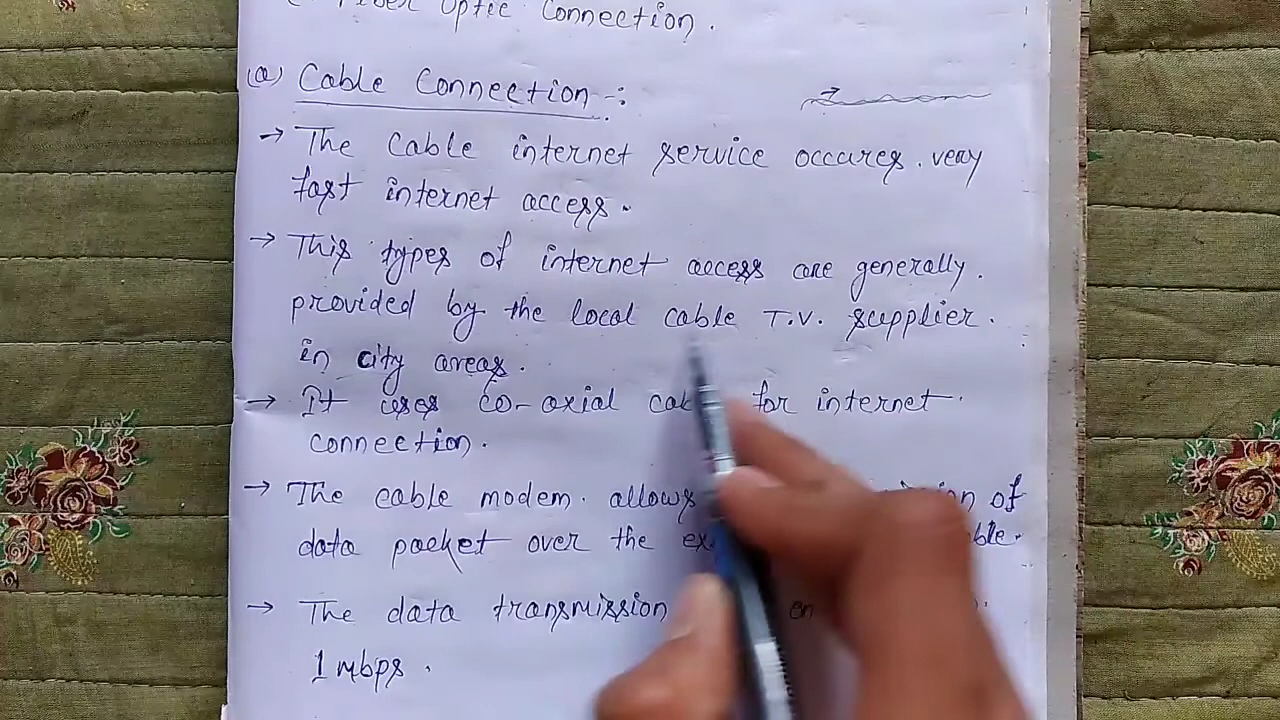 Fiber Optic Connection.
(a) Cable Connection -:
→ The Cable internet service occures. very
fast internet access.
→ This types of internet access are generally.
provided by the local cable T.V. supplier.
in city areas.
→ It uses co-axial for internet.
connection.
→ The cable modem. allows of
data packet over the
→ The data transmission
1 mbps.